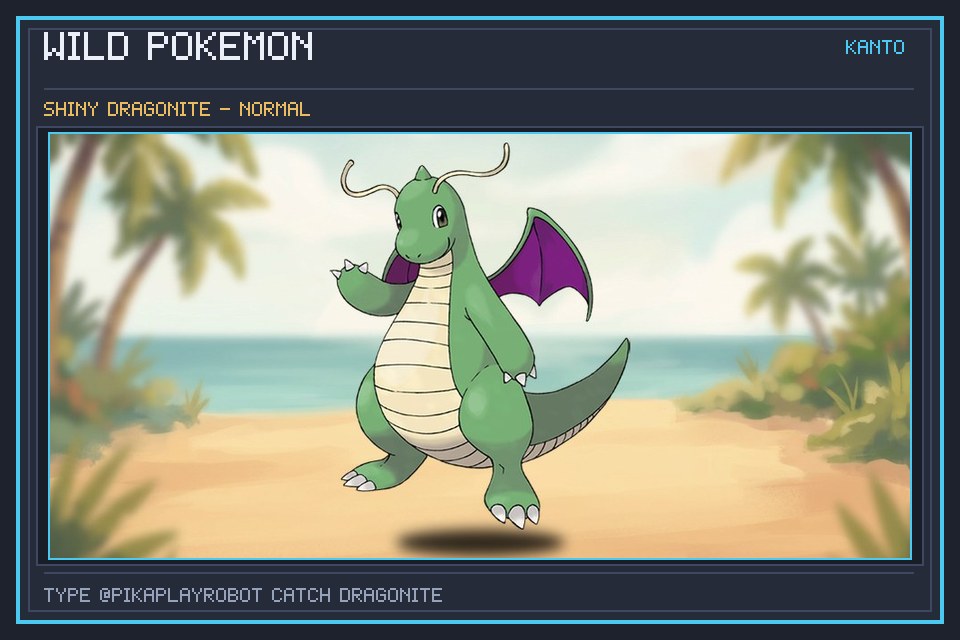 WILD POKEMON
KANTO
SHINY DRAGONITE - NORMAL
TYPE @PIKAPLAYROBOT CATCH DRAGONITE